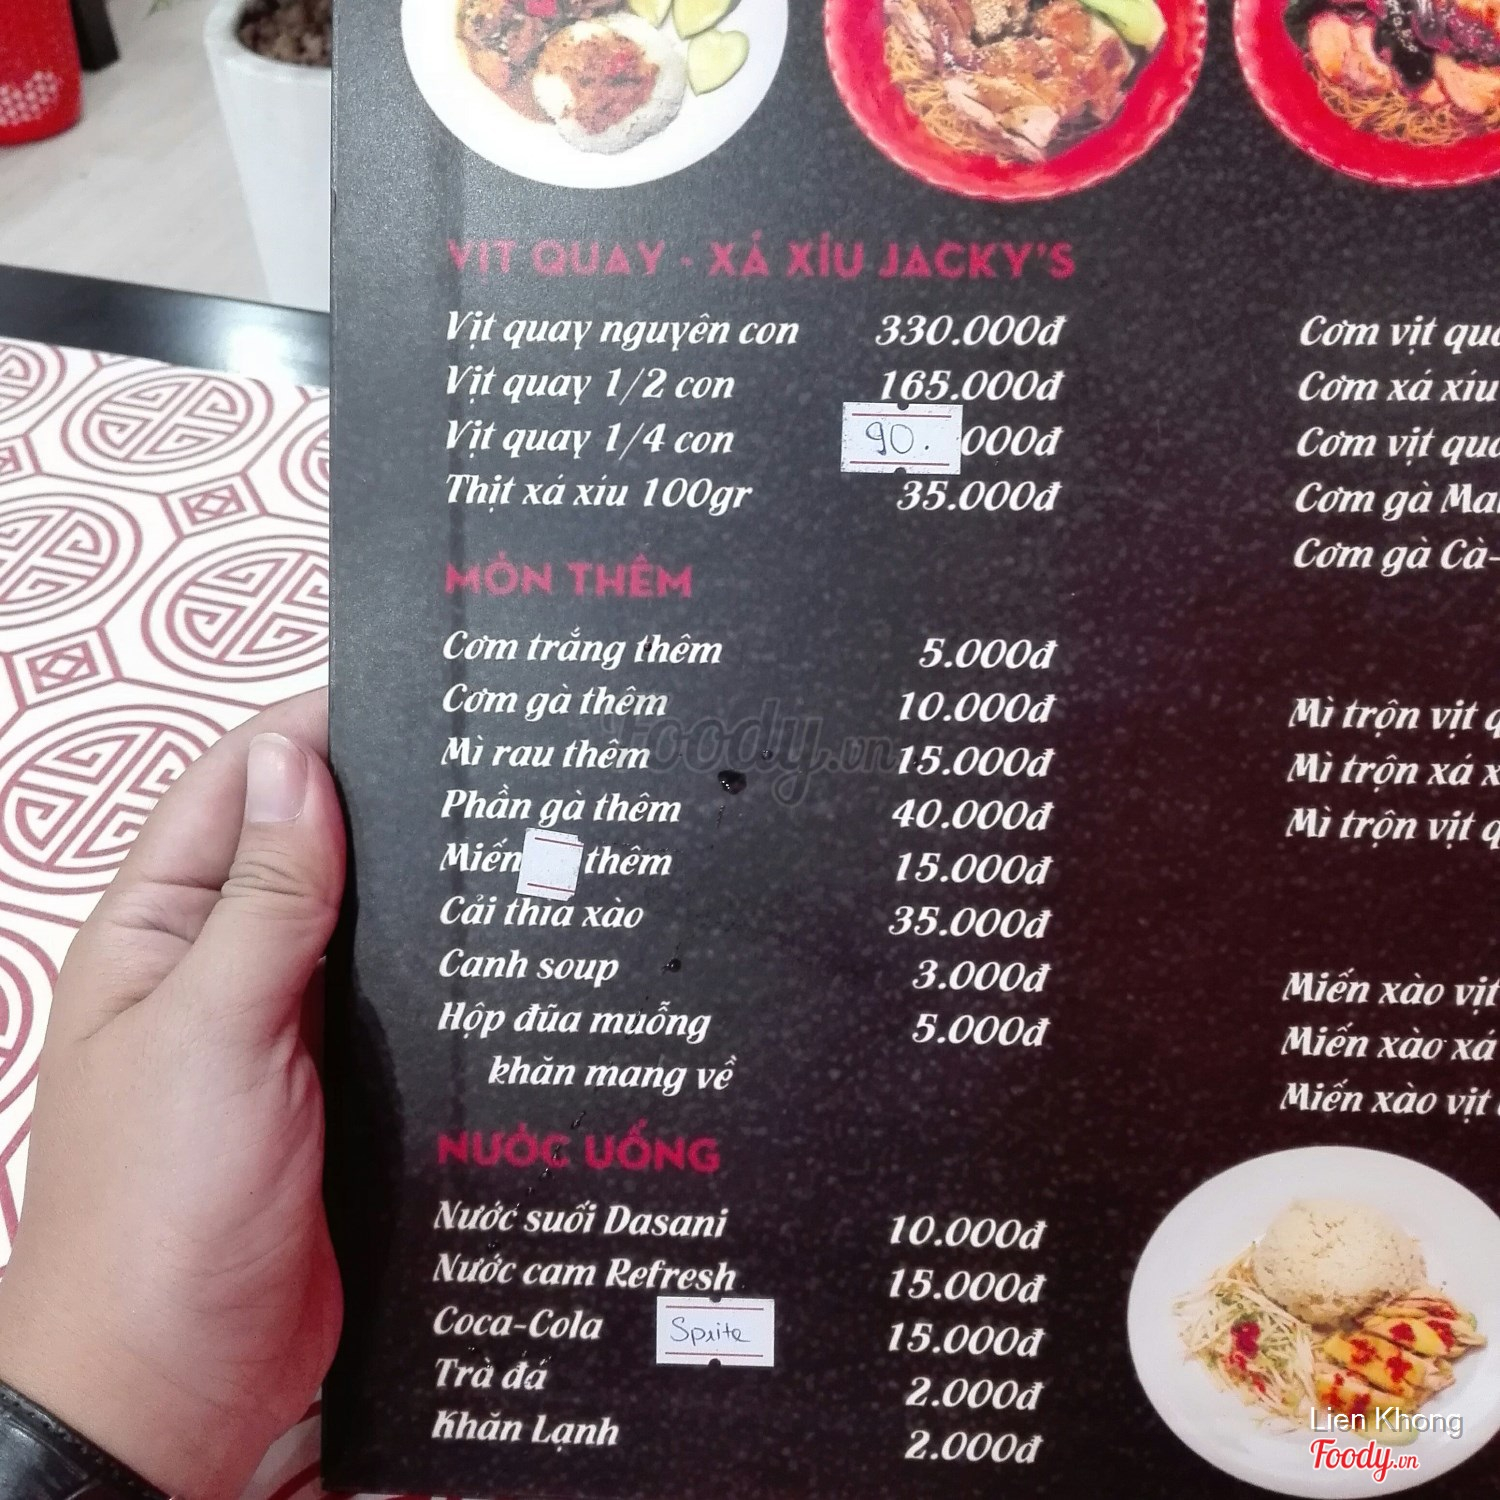 VỊT QUAY - XÁ XÍU JACKY'S
Vịt quay nguyên con 330.000đ
Vịt quay 1/2 con 165.000đ
Vịt quay 1/4 con 90. 000đ
Thịt xá xíu 100gr 35.000đ
MÓN THÊM
Cơm trắng thêm 5.000đ
Cơm gà thêm 10.000đ
Mì rau thêm 15.000đ
Phần gà thêm 40.000đ
Miến thêm 15.000đ
Cải thìa xào 35.000đ
Canh soup 3.000đ
Hộp đũa muỗng 5.000đ
khăn mang về
NƯỚC UỐNG
Nước suối Dasani 10.000đ
Nước cam Refresh 15.000đ
Coca-Cola Sprite 15.000đ
Trà đá 2.000đ
Khăn Lạnh 2.000đ
Cơm vịt
Cơm xá xíu
Cơm vịt
Cơm gà
Cơm gà Cà-
Mì trộn vịt
Mì trộn xá
Mì trộn vịt
Miến xào vịt
Miến xào xá
Miến xào vịt
foody.vn
Lien Khong
Foody.vn